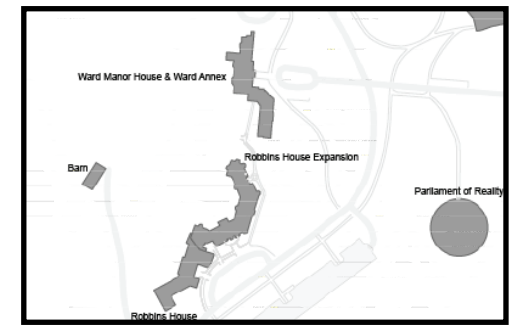 Ward Manor House & Ward Annex
Robbins House Expansion
Barn
Parliament of Reality
Robbins House